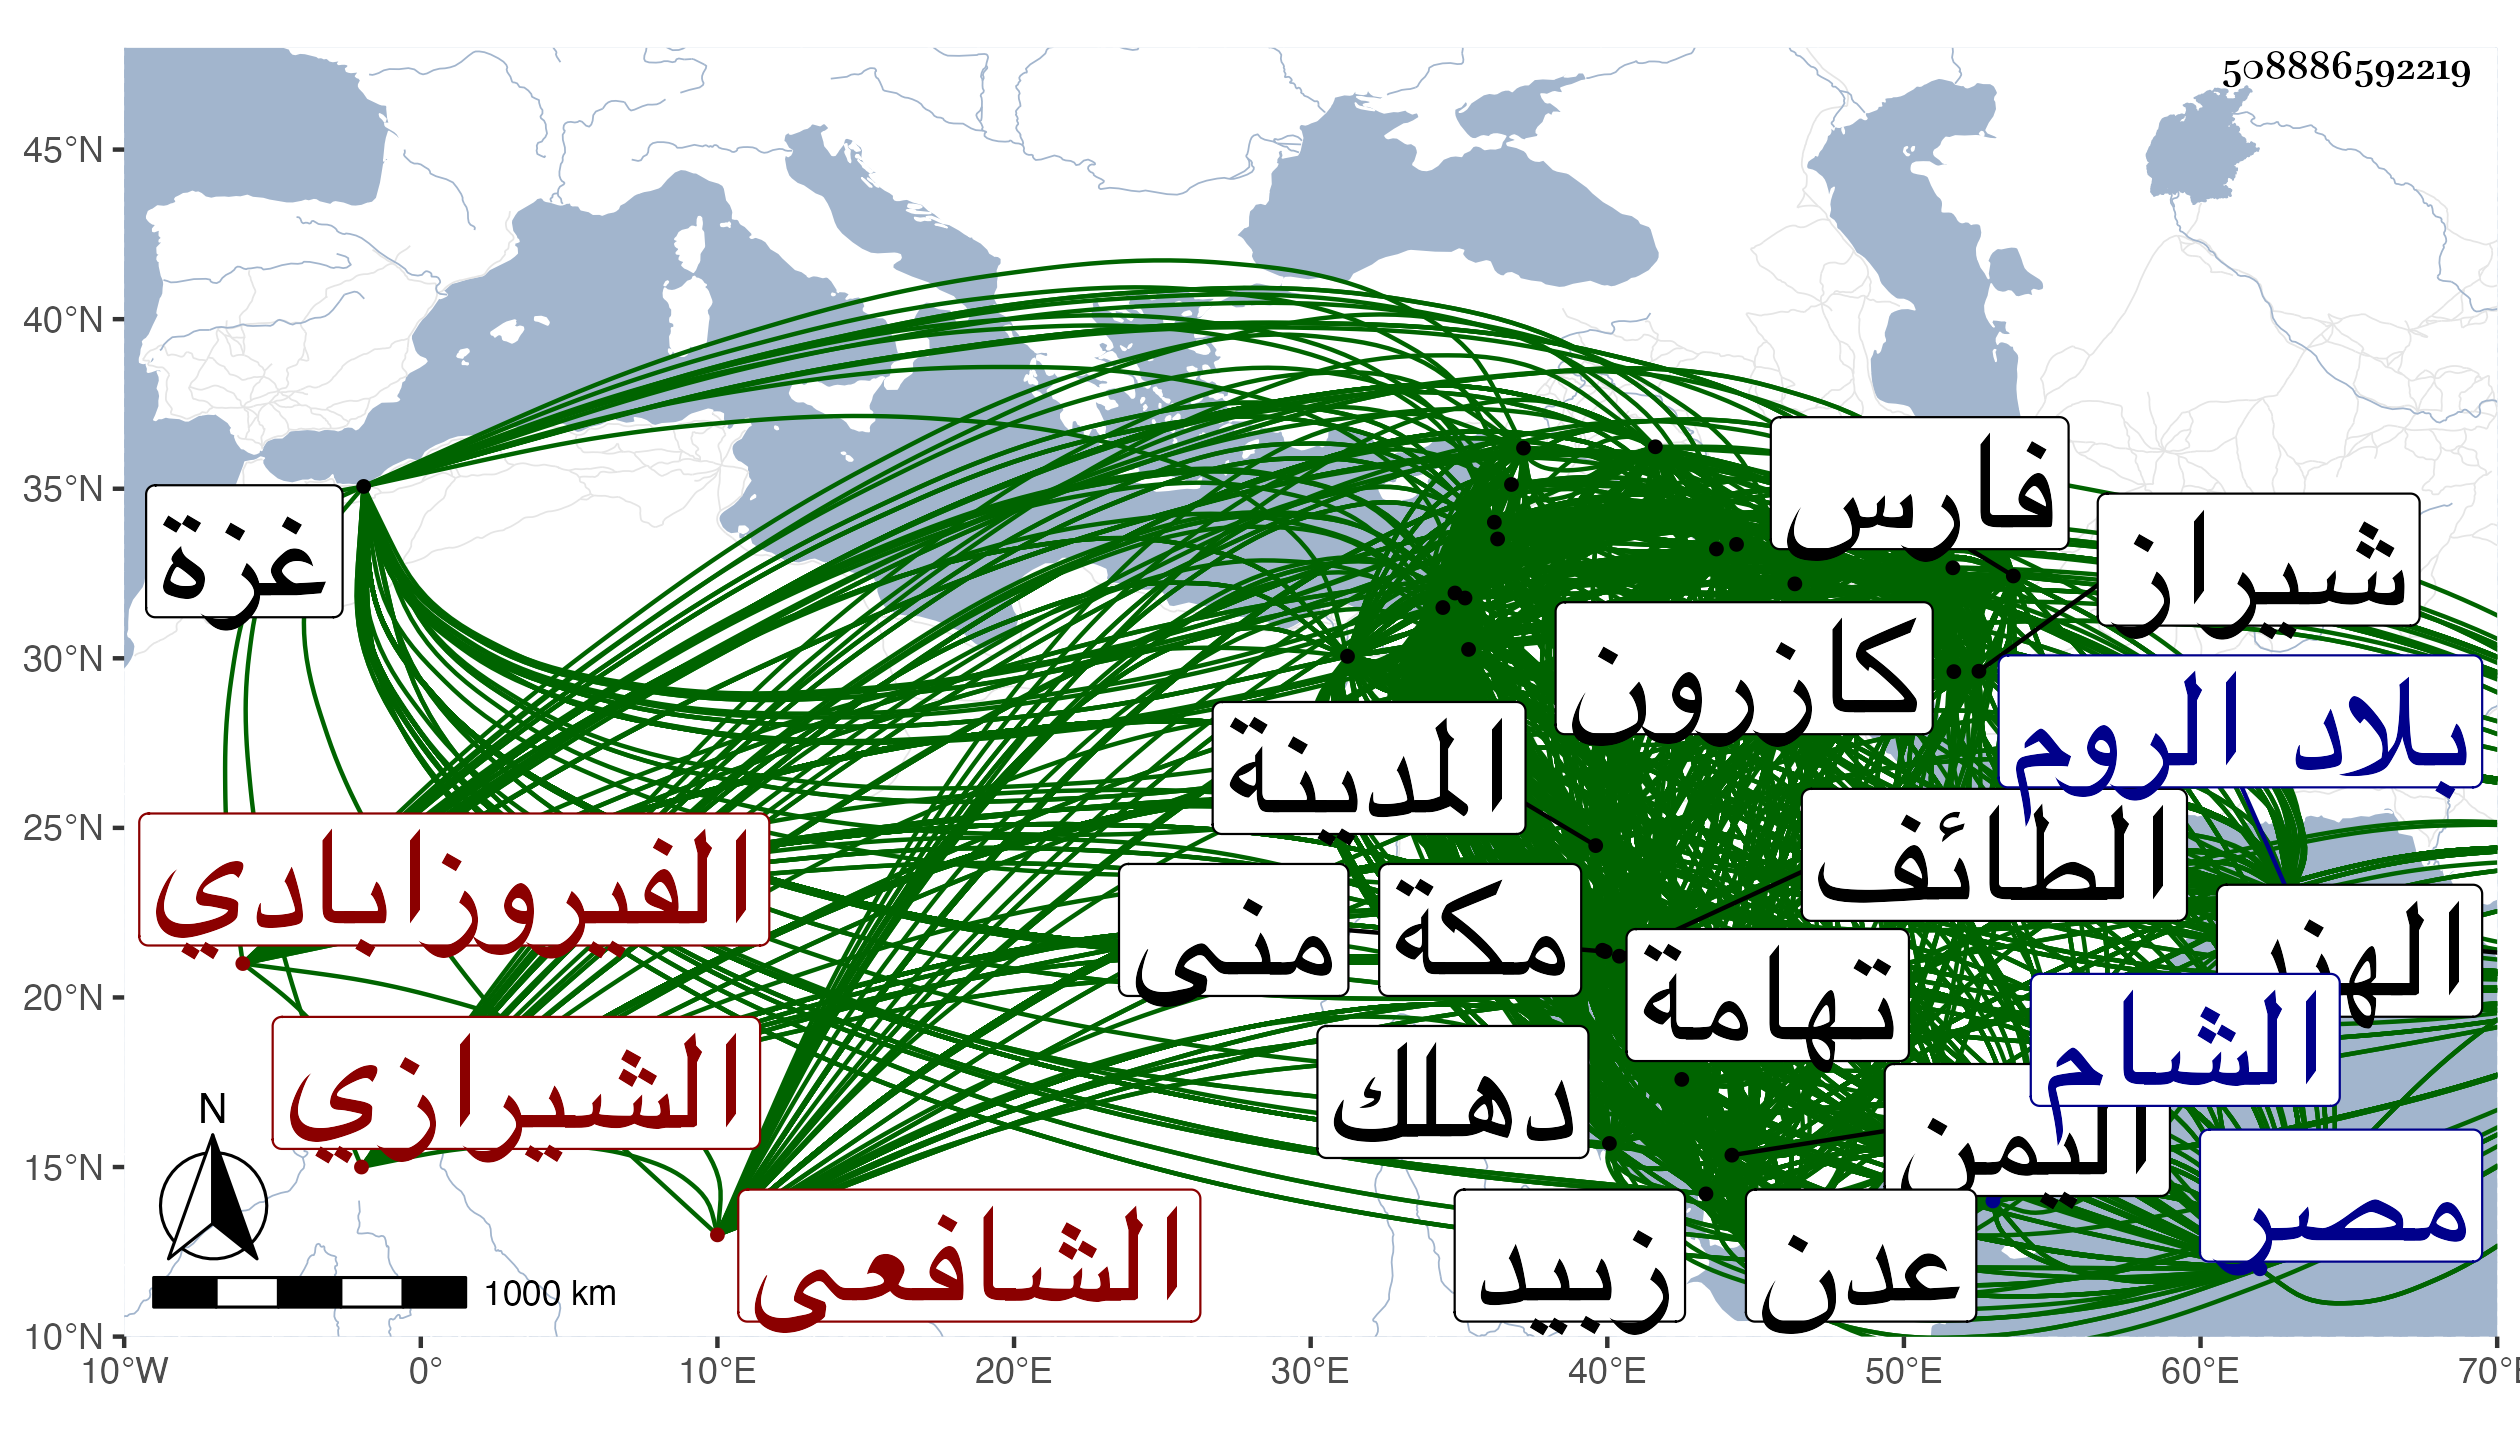 508886592219
45°N
40°N
35°N
30°N
25°N
20°N
15°N
10°N
10°W
0°
10°E
20°E
30°E
40°E
50°E
60°E
70°E
فارس
شيراز
غزة
كازرون
بلاد الروم
المدينة
الطائف
الفيروزابادي
مكة
منى
الهند
تهامة
الشام
الشيرازي
دهلك
اليمن
مصر
الشافعى
زبيد
عدن
N
1000 km